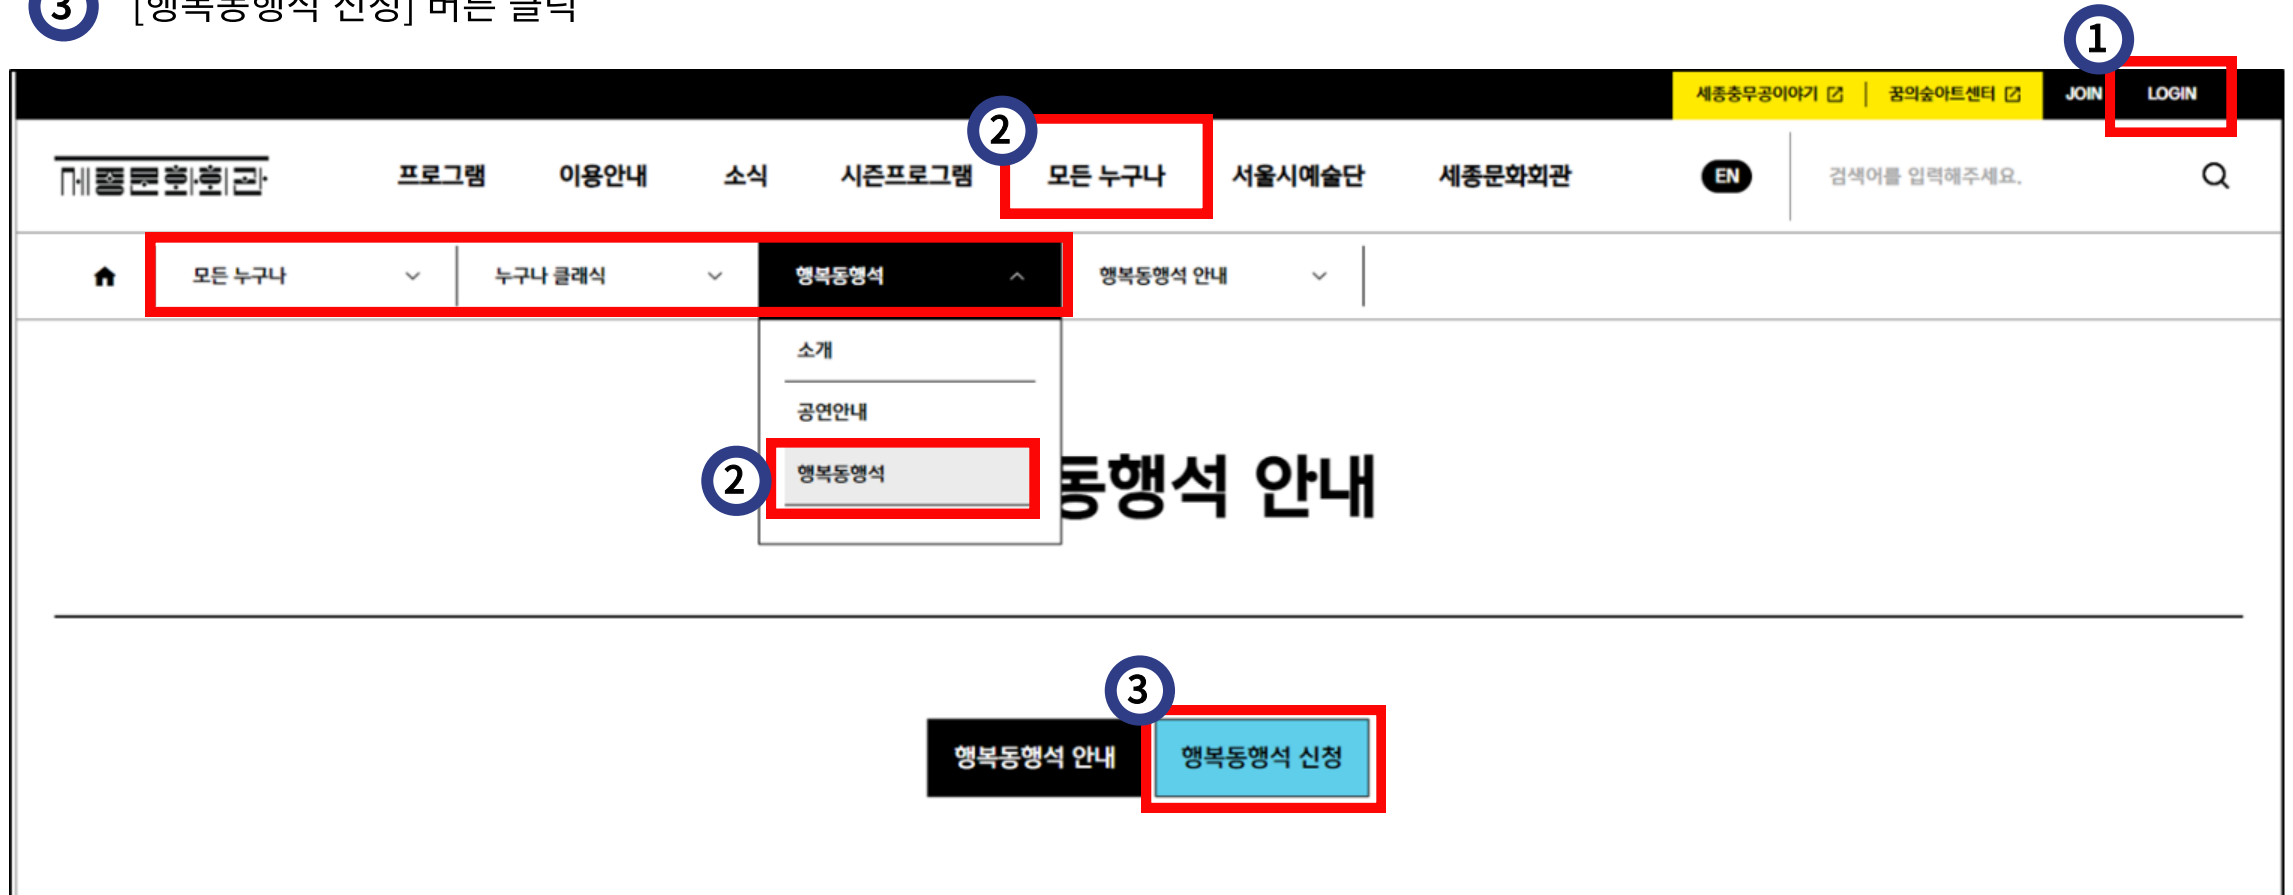 3 [행복동행석 신청] 버튼 클릭
1
세종충무공이야기 | 꿈의숲아트센터 JOIN LOGIN
2
세종문화회관 프로그램 이용안내 소식 시즌프로그램 모든 누구나 서울시예술단 세종문화회관 EN 검색어를 입력해주세요.
모든 누구나 누구나 클래식 행복동행석 행복동행석 안내
소개
공연안내
2 행복동행석
동행석 안내
3
행복동행석 안내 행복동행석 신청